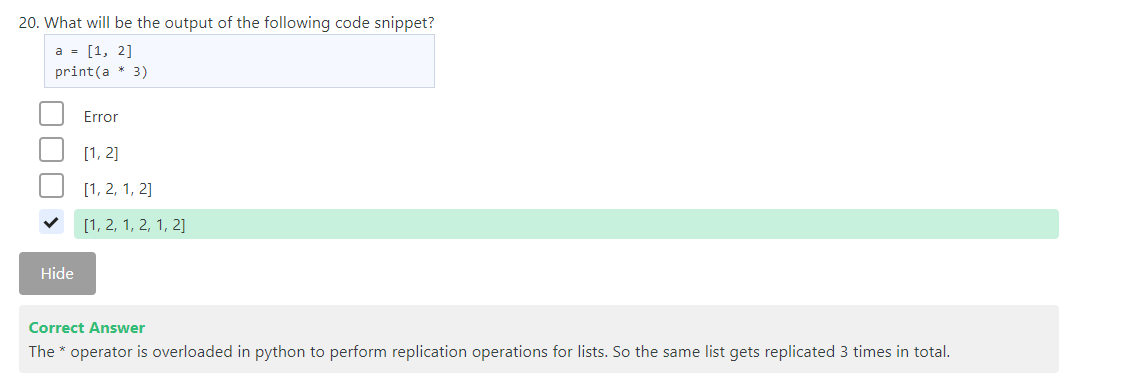 20. What will be the output of the following code snippet?
a = [1, 2]
print(a * 3)
Error
[1, 2]
[1, 2, 1, 2]
[1, 2, 1, 2, 1, 2]
Hide
Correct Answer
The * operator is overloaded in python to perform replication operations for lists. So the same list gets replicated 3 times in total.